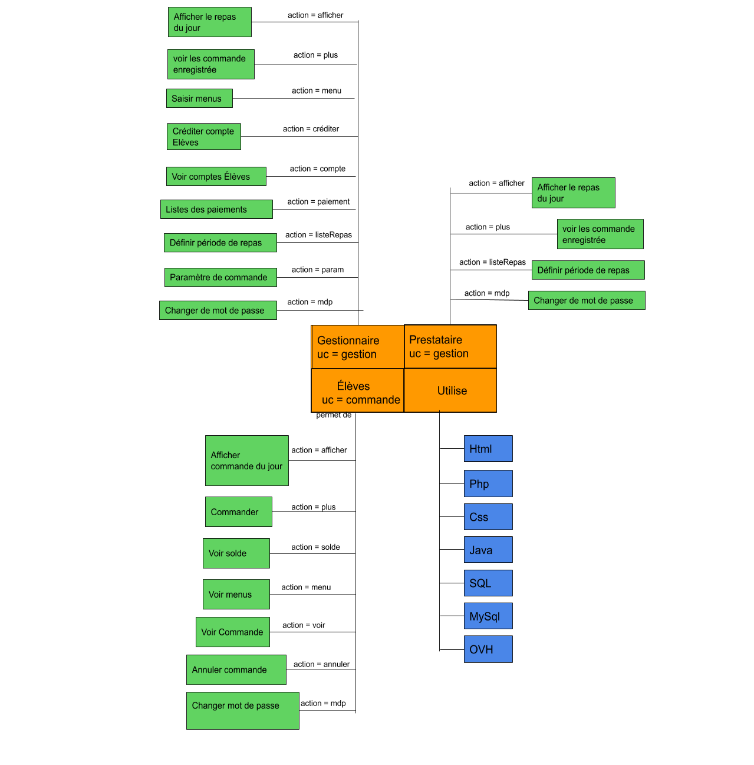 Afficher le repas
du jour
action = afficher
voir les commande
enregistrée
action = plus
Saisir menus
action = menu
Créditer compte
Elèves
action = créditer
Voir comptes Élèves
action = compte
Listes des paiements
action = paiement
Définir période de repas
action = listeRepas
Paramètre de commande
action = param
Changer de mot de passe
action = mdp
action = afficher
Afficher le repas
du jour
action = plus
voir les commande
enregistrée
action = listeRepas
Définir période de repas
action = mdp
Changer de mot de passe
Gestionnaire
uc = gestion
Prestataire
uc = gestion
Élèves
uc = commande
Utilise
permet de
Afficher
commande du jour
action = afficher
Commander
action = plus
Voir solde
action = solde
Voir menus
action = menu
Voir Commande
action = voir
Annuler commande
action = annuler
Changer mot de passe
action = mdp
Html
Php
Css
Java
SQL
MySql
OVH